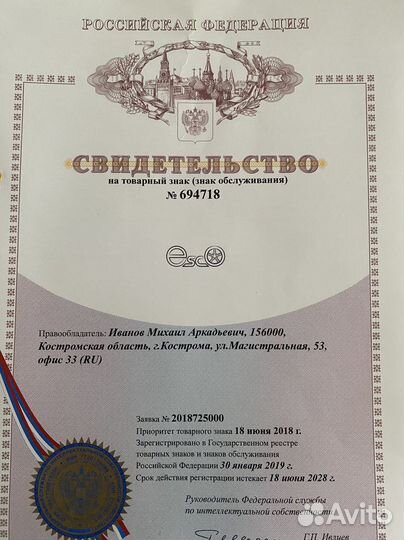 РОССИЙСКАЯ ФЕДЕРАЦИЯ
СВИДЕТЕЛЬСТВО
на товарный знак (знак обслуживания)
№ 694718
esco
Правообладатель: Иванов Михаил Аркадьевич, 156000,
Костромская область, г.Кострома, ул.Магистральная, 53,
офис 33 (RU)
Заявка № 2018725000
Приоритет товарного знака 18 июня 2018 г.
Зарегистрировано в Государственном реестре
товарных знаков и знаков обслуживания
Российской Федерации 30 января 2019 г.
Срок действия регистрации истекает 18 июня 2028 г.
Руководитель Федеральной службы
по интеллектуальной собственности
Г.П. Ивлиев
Avito